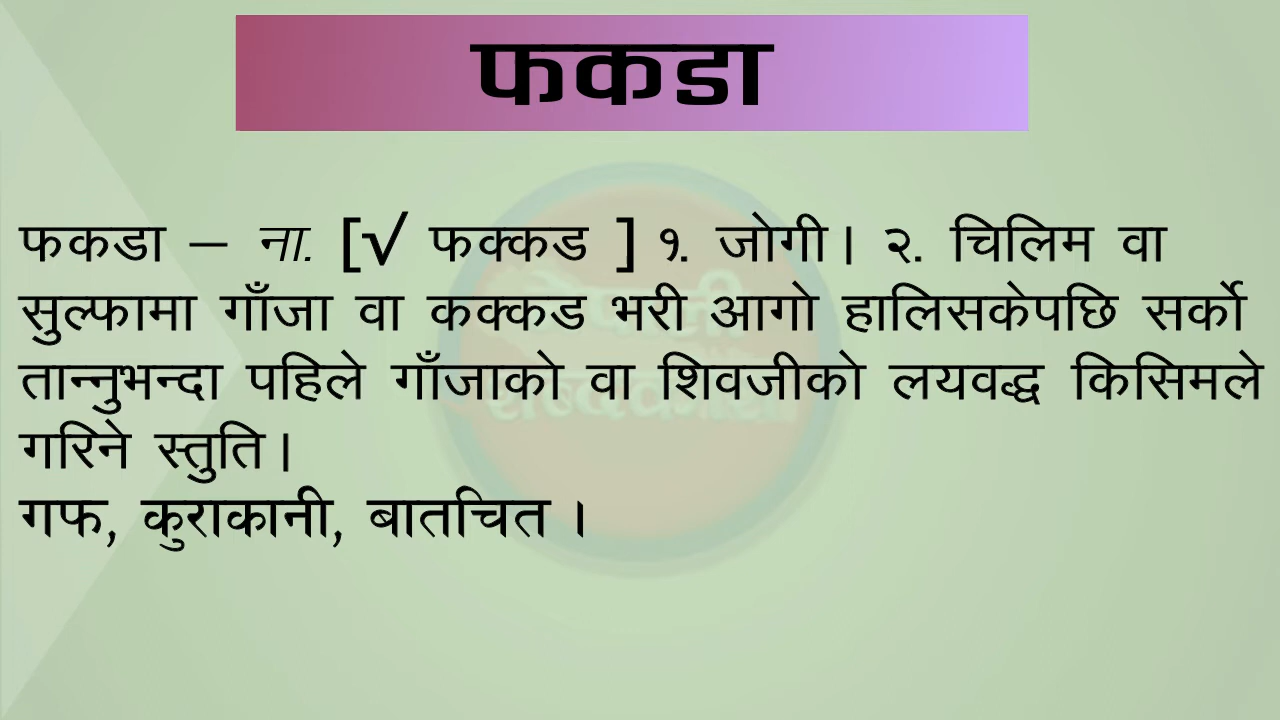 फकडा
फकडा – ना. [√ फक्कड ] १. जोगी। २. चिलिम वा
सुल्फामा गाँजा वा कक्कड भरी आगो हालिसकेपछि सर्को
तान्नुभन्दा पहिले गाँजाको वा शिवजीको लयवद्ध किसिमले
गरिने स्तुति।
गफ, कुराकानी, बातचित ।